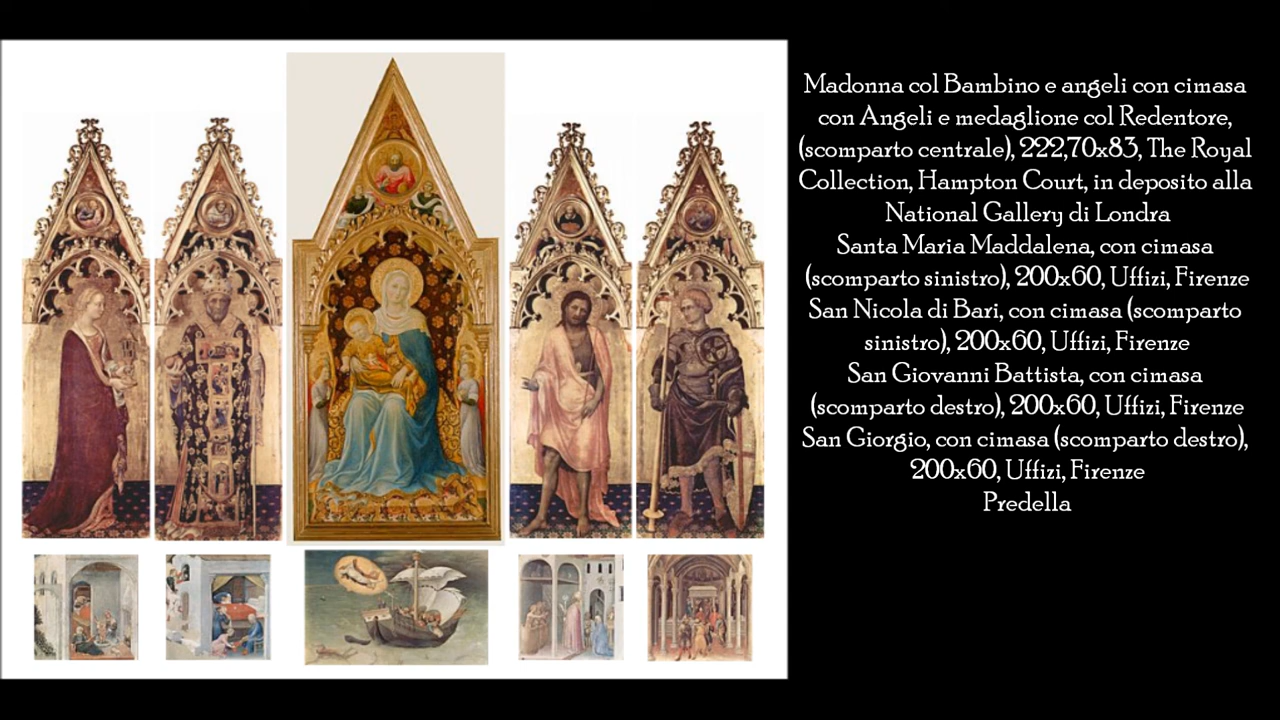 Madonna col Bambino e angeli con cimasa
con Angeli e medaglione col Redentore,
(scomparto centrale), 222,70x83, The Royal
Collection, Hampton Court, in deposito alla
National Gallery di Londra
Santa Maria Maddalena, con cimasa
(scomparto sinistro), 200x60, Uffizi, Firenze
San Nicola di Bari, con cimasa (scomparto
sinistro), 200x60, Uffizi, Firenze
San Giovanni Battista, con cimasa
(scomparto destro), 200x60, Uffizi, Firenze
San Giorgio, con cimasa (scomparto destro),
200x60, Uffizi, Firenze
Predella